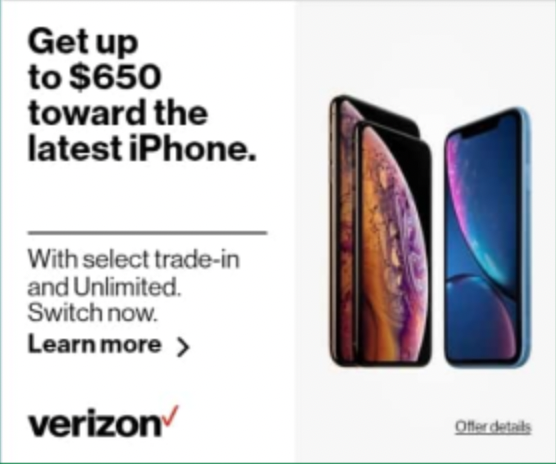 Get up
to $650
toward the
latest iPhone.
With select trade-in
and Unlimited.
Switch now.
Learn more
verizon
Offer details